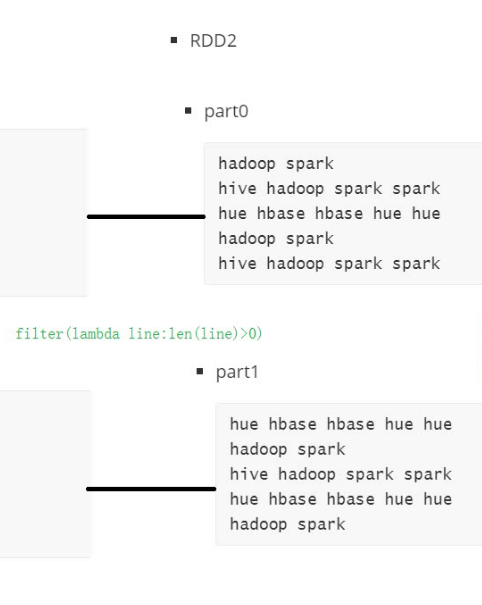 RDD2
part0
hadoop spark
hive hadoop spark spark
hue hbase hbase hue hue
hadoop spark
hive hadoop spark spark
filter(lambda line:len(line)>0)
part1
hue hbase hbase hue hue
hadoop spark
hive hadoop spark spark
hue hbase hbase hue hue
hadoop spark